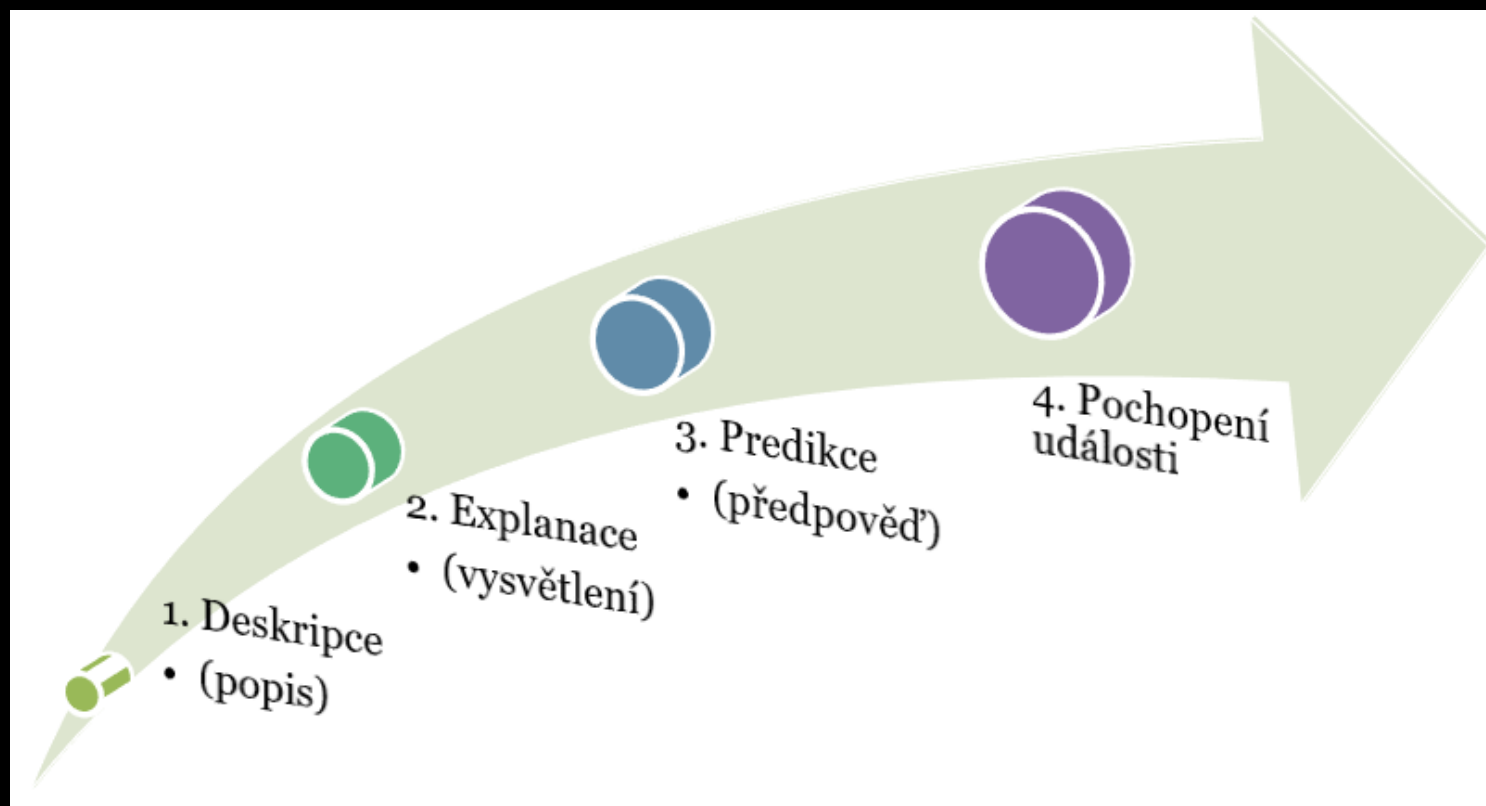 1. Deskripce
• (popis)
2. Explanace
• (vysvětlení)
3. Predikce
• (předpověď)
4. Pochopení
události